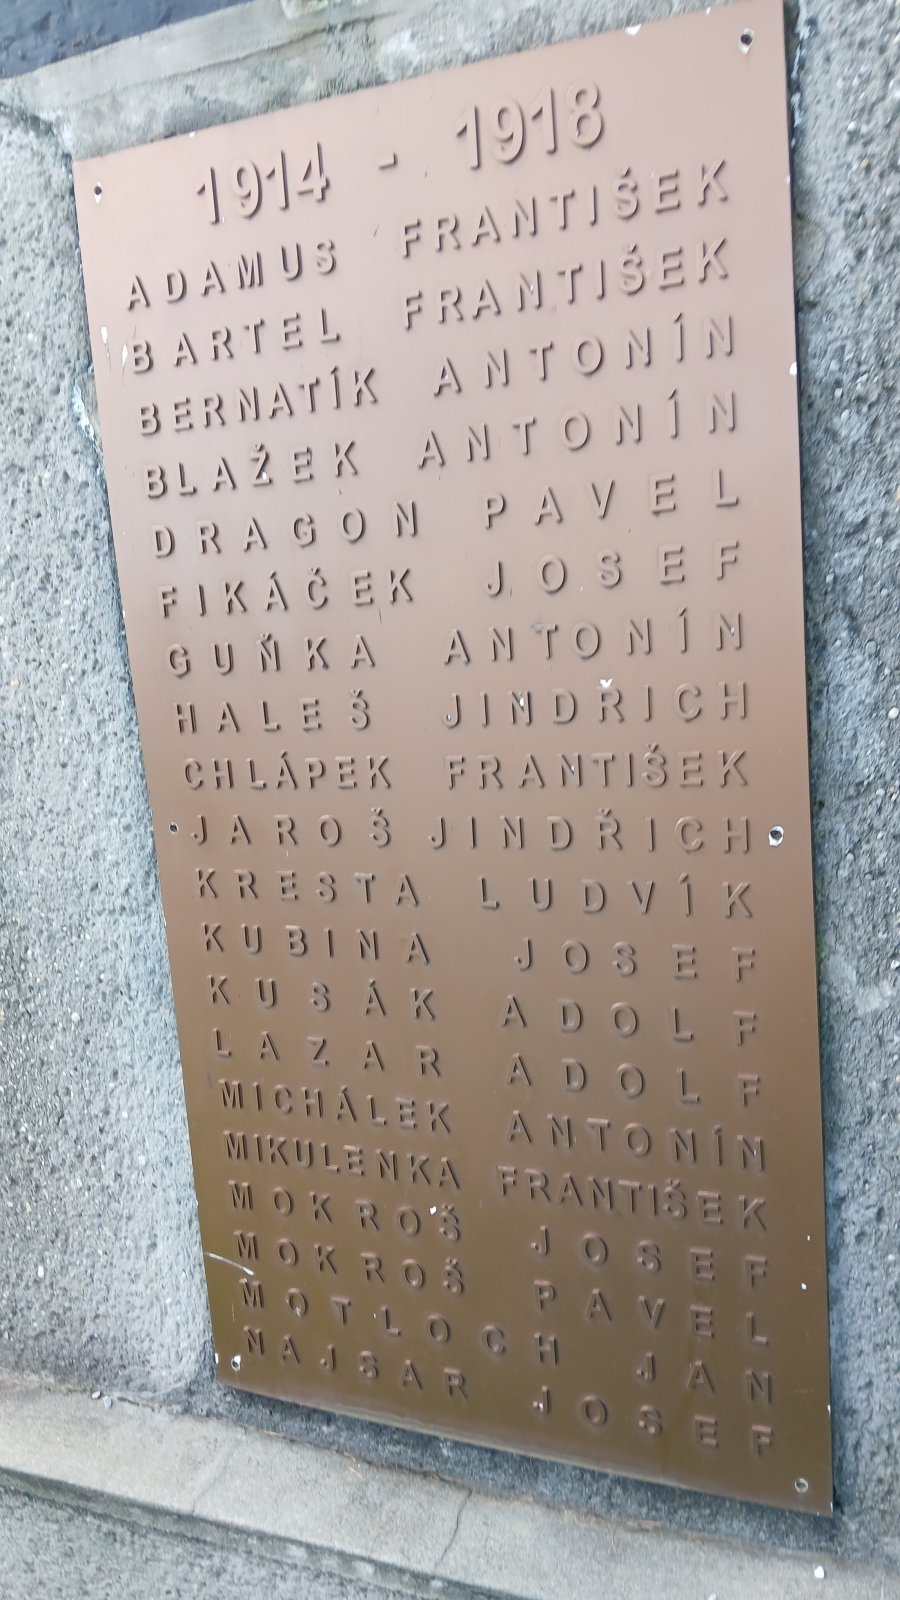 1914 - 1918
ADAMUS FRANTIŠEK
BARTEL FRANTIŠEK
BERNATÍK ANTONÍN
BLAŽEK ANTONÍN
DRAGON PAVEL
FIKÁČEK JOSEF
GUŇKA ANTONÍN
HALEŠ JINDŘICH
CHLÁPEK FRANTIŠEK
JAROŠ JINDŘICH
KRESTA LUDVÍK
KUBINA JOSEF
KUSÁK ADOLF
LAZAR ADOLF
MICHÁLEK ANTONÍN
MIKULENKA FRANTIŠEK
MOKROŠ JOSEF
MOKROŠ PAVEL
MOTLOCH JAN
NAJSAR JOSEF